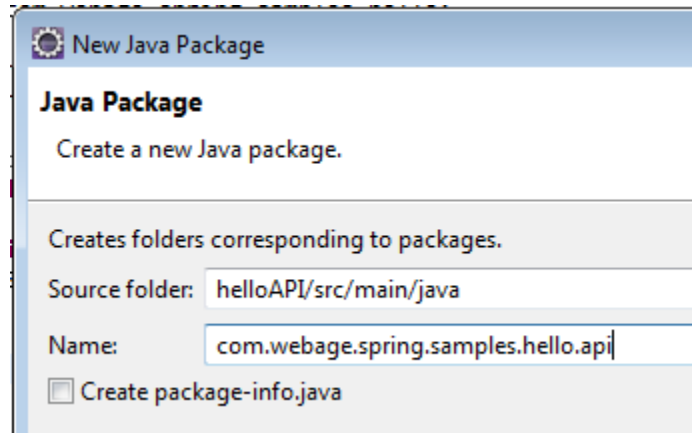 New Java Package
Java Package
Create a new Java package.
Creates folders corresponding to packages.
Source folder: helloAPI/src/main/java
Name: com.webage.spring.samples.hello.api
Create package-info.java